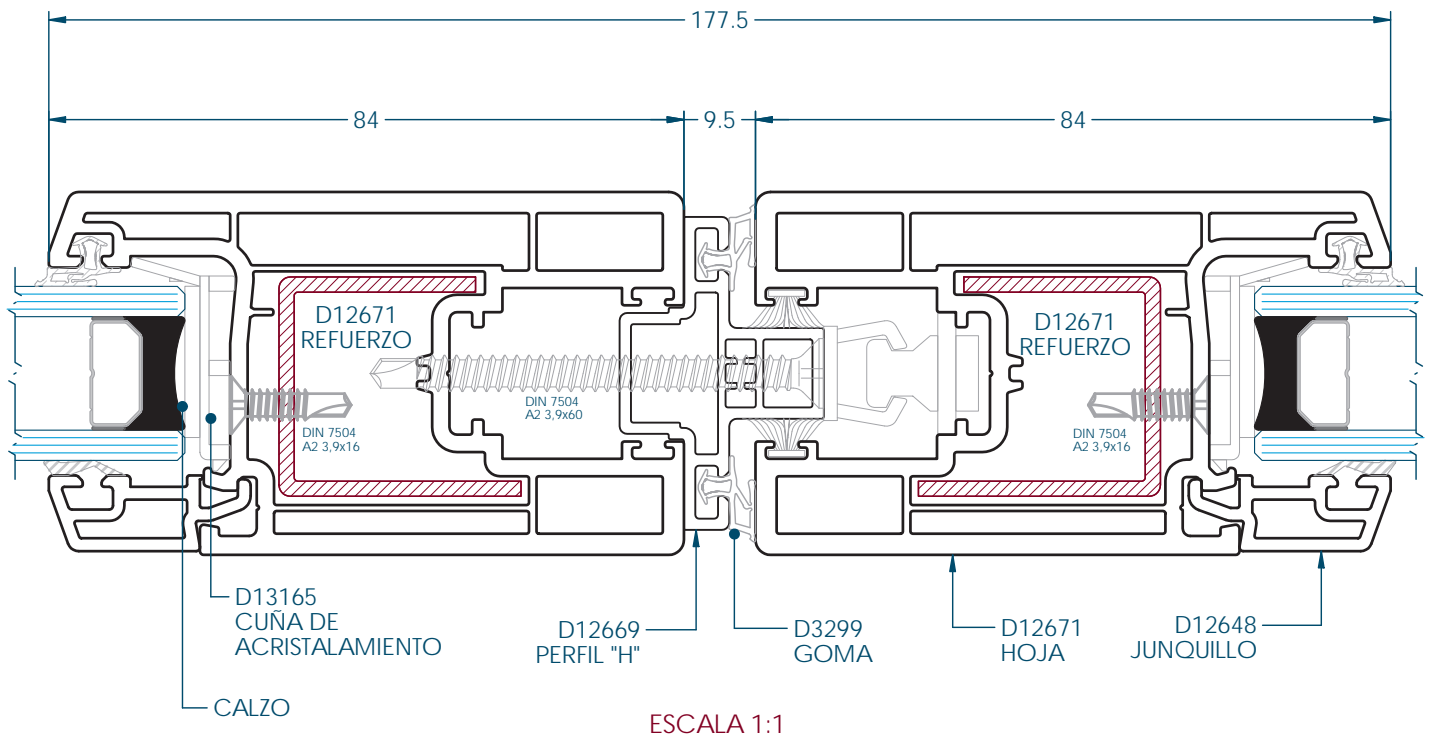 177.5
84
9.5
84
D12671
REFUERZO
D12671
REFUERZO
DIN 7504
A2 3,9x60
DIN 7504
A2 3,9x16
DIN 7504
A2 3,9x16
D13165
CUÑA DE
ACRISTALAMIENTO
D12669
PERFIL "H"
D3299
GOMA
D12671
HOJA
D12648
JUNQUILLO
CALZO
ESCALA 1:1